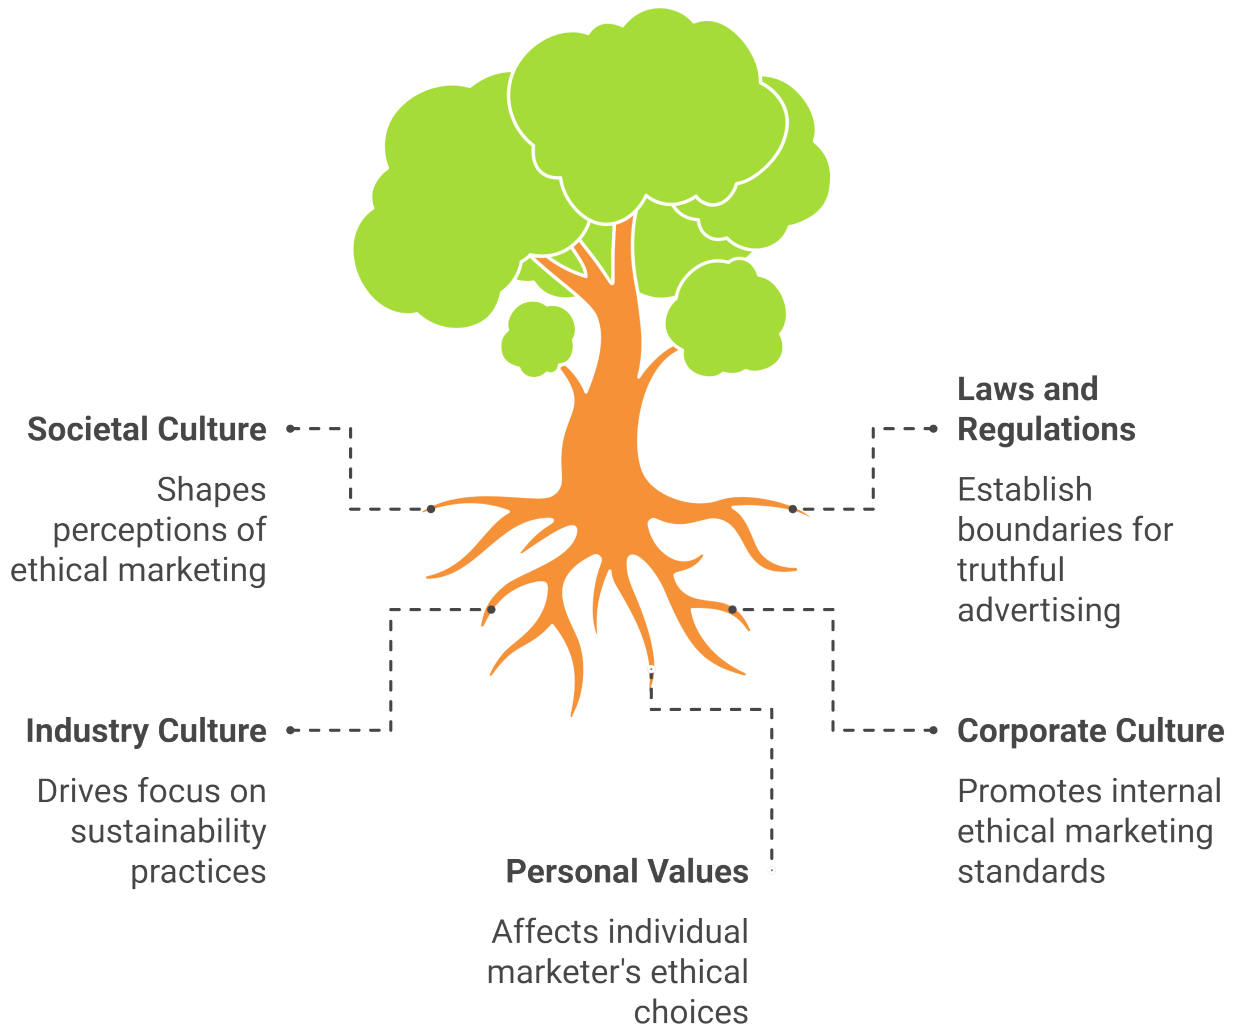 Societal Culture
Shapes
perceptions of
ethical marketing
Laws and
Regulations
Establish
boundaries for
truthful
advertising
Industry Culture
Drives focus on
sustainability
practices
Personal Values
Affects individual
marketer's ethical
choices
Corporate Culture
Promotes internal
ethical marketing
standards